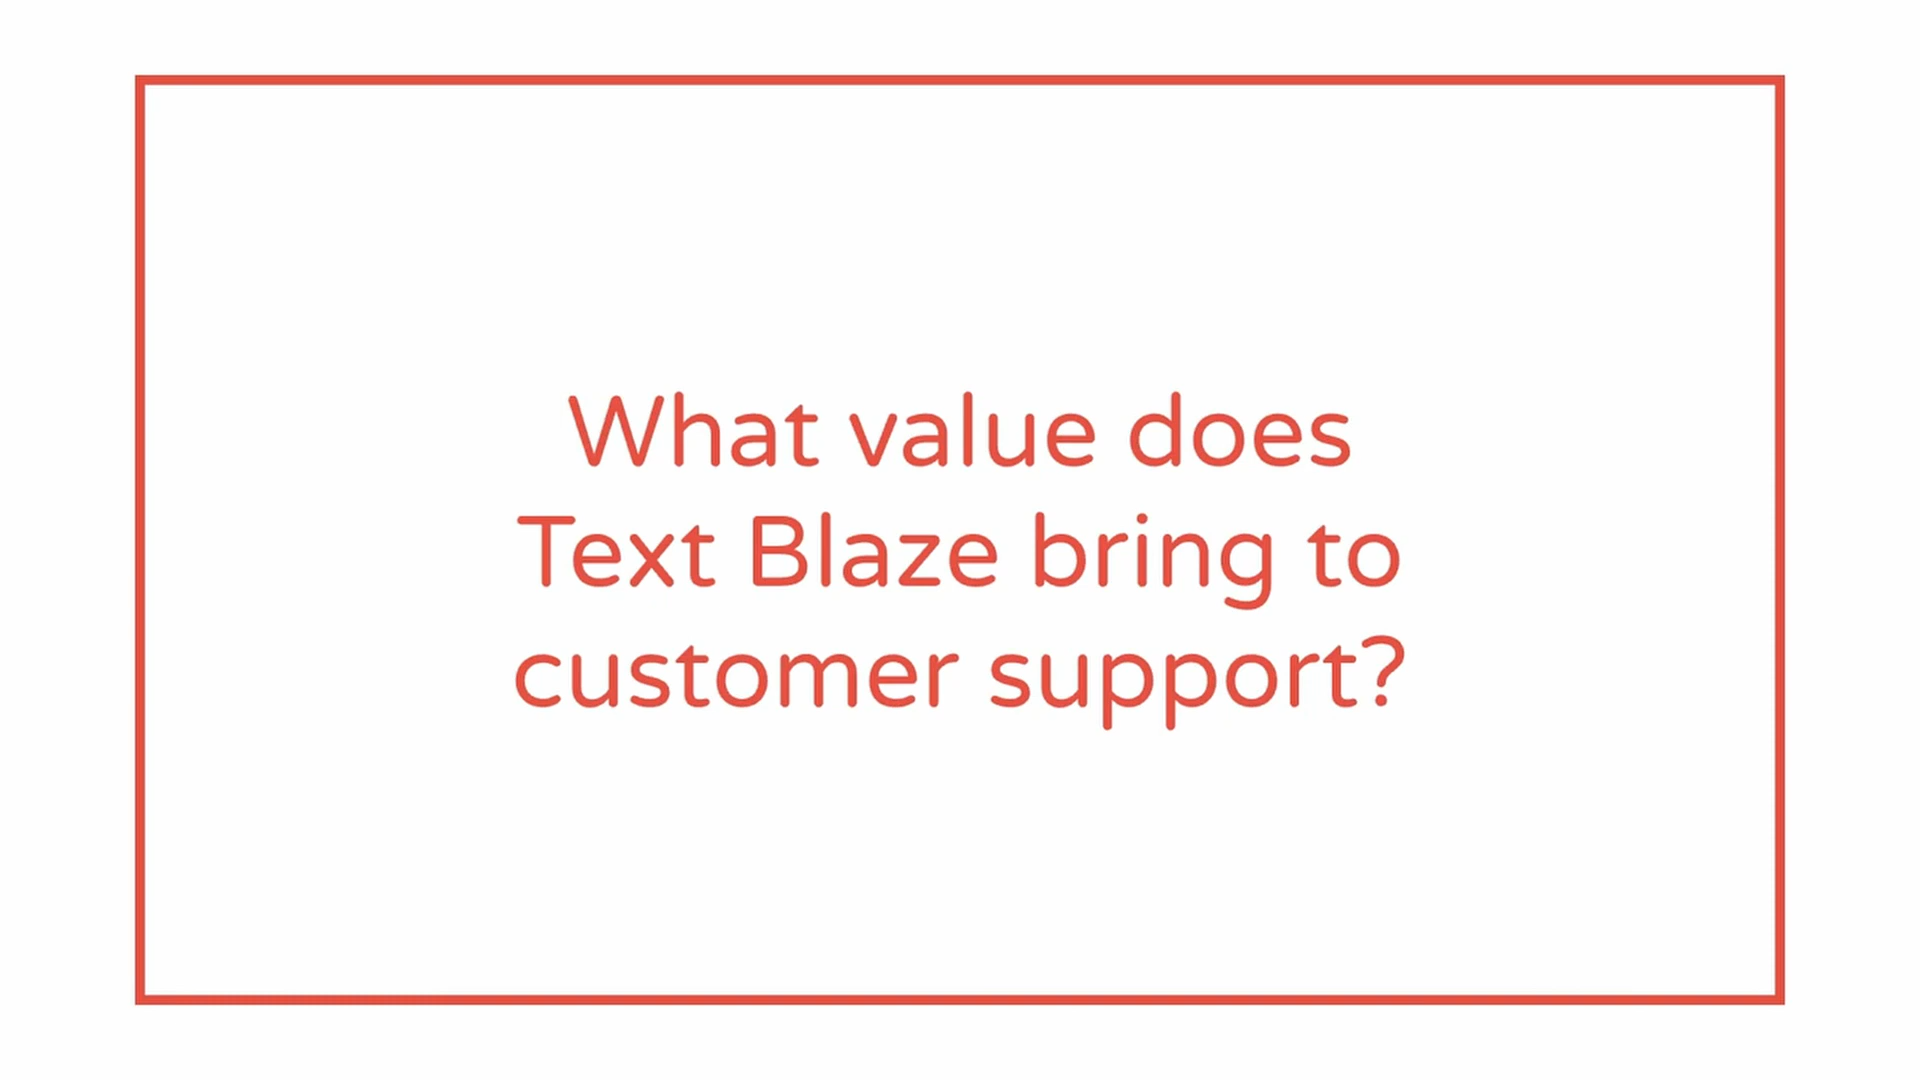 What value does
Text Blaze bring to
customer support?